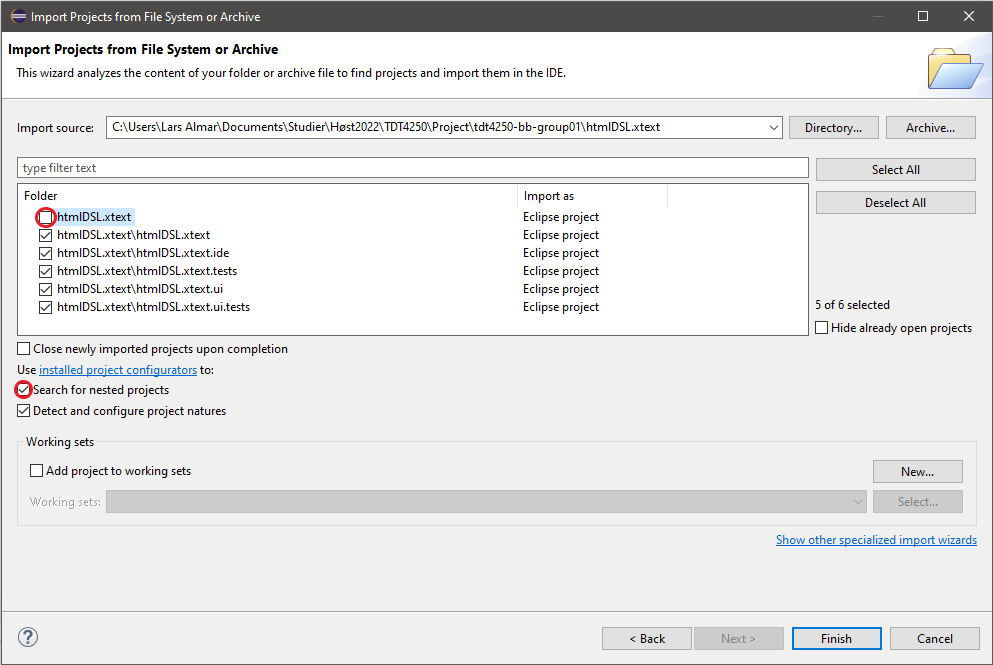 Import Projects from File System or Archive
Import Projects from File System or Archive
This wizard analyzes the content of your folder or archive file to find projects and import them in the IDE.
Import source: C:\Users\Lars Almar\Documents\Studier\Høst2022\TDT4250\Project\tdt4250-bb-group01\htmlDSL.xtext Directory... Archive...
type filter text Select All
Folder Import as Deselect All
htmlDSL.xtext Eclipse project
htmlDSL.xtext\htmlDSL.xtext Eclipse project
htmlDSL.xtext\htmlDSL.xtext.ide Eclipse project
htmlDSL.xtext\htmlDSL.xtext.tests Eclipse project
htmlDSL.xtext\htmlDSL.xtext.ui Eclipse project
htmlDSL.xtext\htmlDSL.xtext.ui.tests Eclipse project
5 of 6 selected
Hide already open projects
Close newly imported projects upon completion
Use installed project configurators to:
Search for nested projects
Detect and configure project natures
Working sets
Add project to working sets New...
Working sets: Select...
Show other specialized import wizards
? < Back Next > Finish Cancel